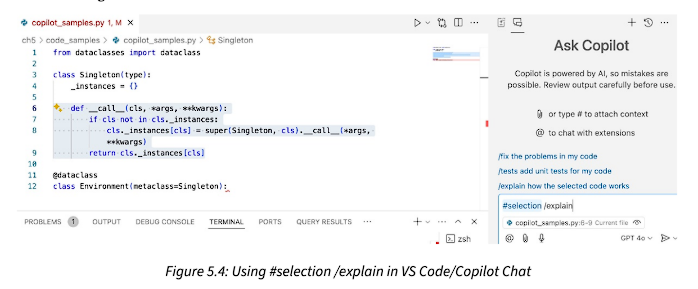 copilot_samples.py 1, M ×
ch5 > code_samples > copilot_samples.py > Singleton
1 from dataclasses import dataclass
2
3 class Singleton(type):
4 _instances = {}
5
6 def __call__(cls, *args, **kwargs):
7 if cls not in cls._instances:
8 cls._instances[cls] = super(Singleton, cls).__call__(*args,
**kwargs)
9 return cls._instances[cls]
10
11 @dataclass
12 class Environment(metaclass=Singleton):
PROBLEMS 1 OUTPUT DEBUG CONSOLE TERMINAL PORTS QUERY RESULTS ...
zsh
Ask Copilot
Copilot is powered by AI, so mistakes are
possible. Review output carefully before use.
or type # to attach context
@ to chat with extensions
/fix the problems in my code
/tests add unit tests for my code
/explain how the selected code works
#selection /explain
copilot_samples.py:6-9 Current file
@ GPT 4o
Figure 5.4: Using #selection /explain in VS Code/Copilot Chat